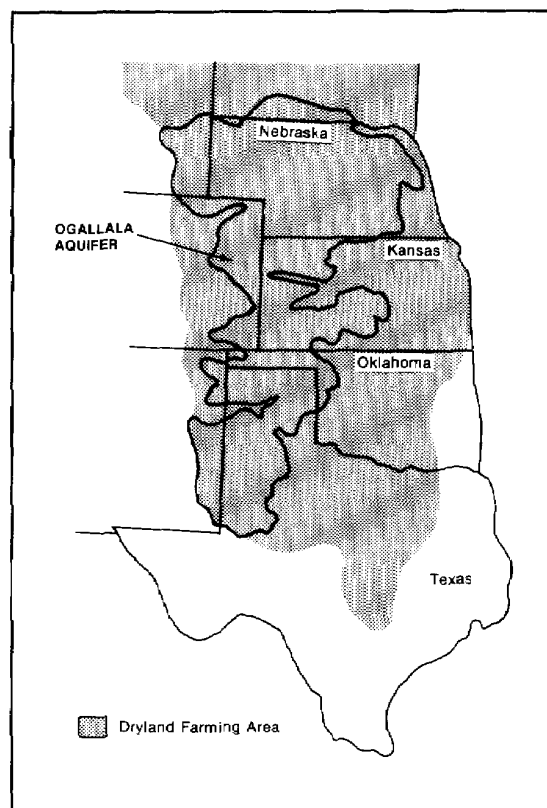 Nebraska
OGALLALA
AQUIFER
Kansas
Oklahoma
Texas
Dryland Farming Area